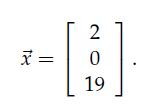 x⃗ = [ 2
0
19 ] .